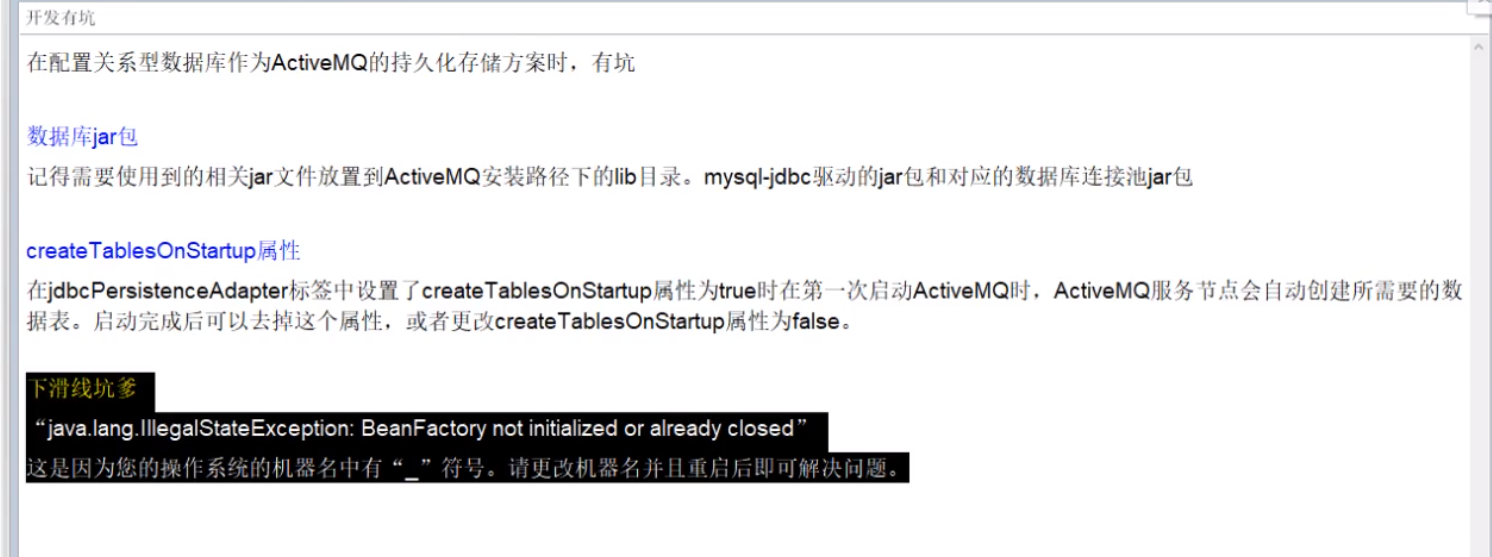 开发有坑
在配置关系型数据库作为ActiveMQ的持久化存储方案时，有坑
数据库jar包
记得需要使用到的相关jar文件放置到ActiveMQ安装路径下的lib目录。mysql-jdbc驱动的jar包和对应的数据库连接池jar包
createTablesOnStartup属性
在jdbcPersistenceAdapter标签中设置了createTablesOnStartup属性为true时在第一次启动ActiveMQ时，ActiveMQ服务节点会自动创建所需要的数
据表。启动完成后可以去掉这个属性，或者更改createTablesOnStartup属性为false。
下滑线坑爹
“java.lang.IllegalStateException: BeanFactory not initialized or already closed”
这是因为您的操作系统的机器名中有“_”符号。请更改机器名并且重启后即可解决问题。